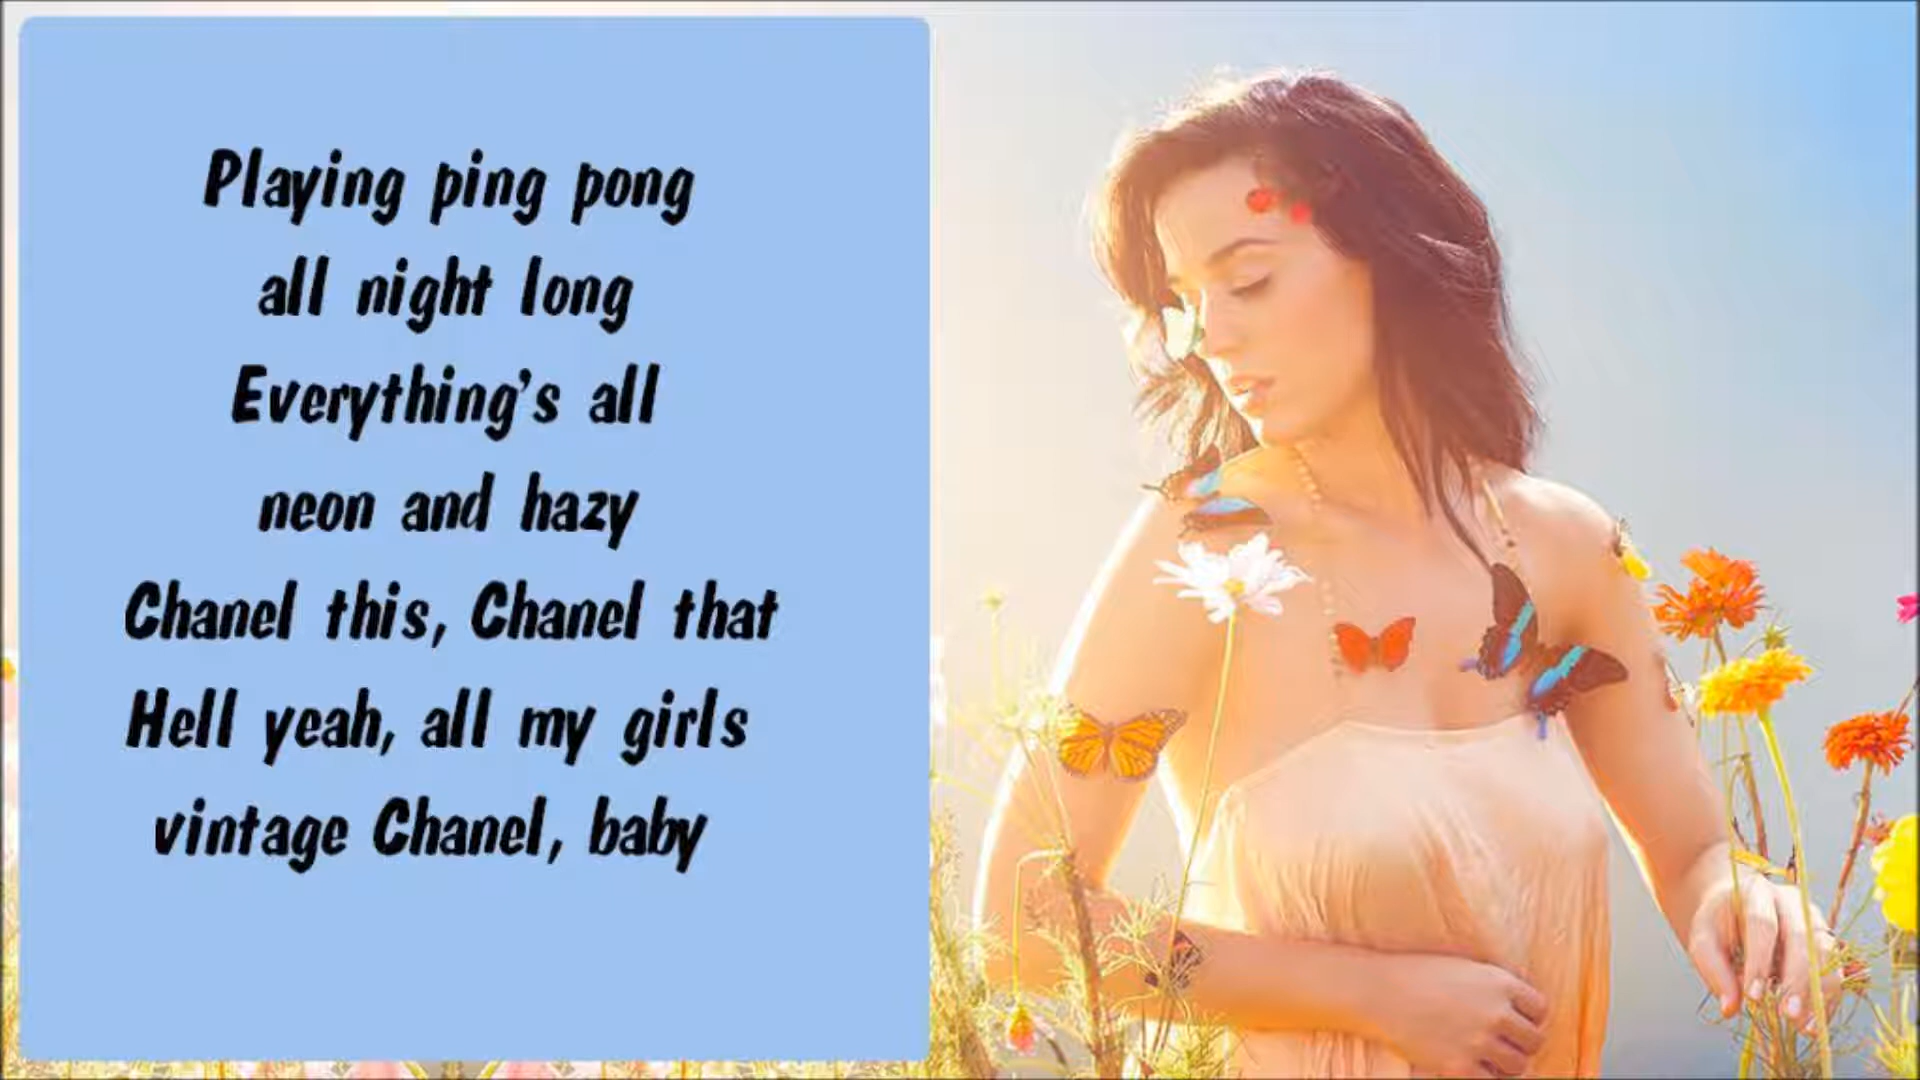 Playing ping pong
all night long
Everything's all
neon and hazy
Chanel this, Chanel that
Hell yeah, all my girls
vintage Chanel, baby